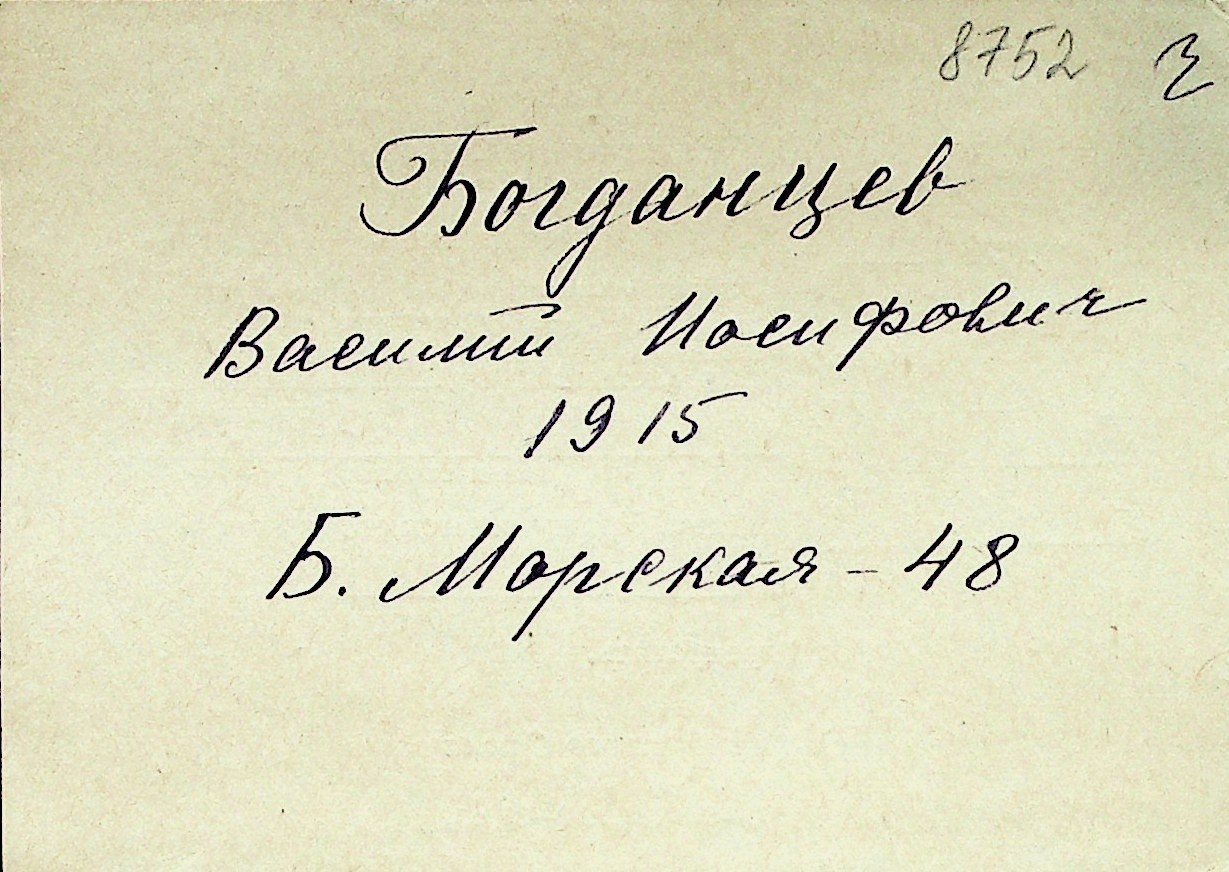 8752
Богданцев
Василий Иосифович
1915
Б. Морская - 48